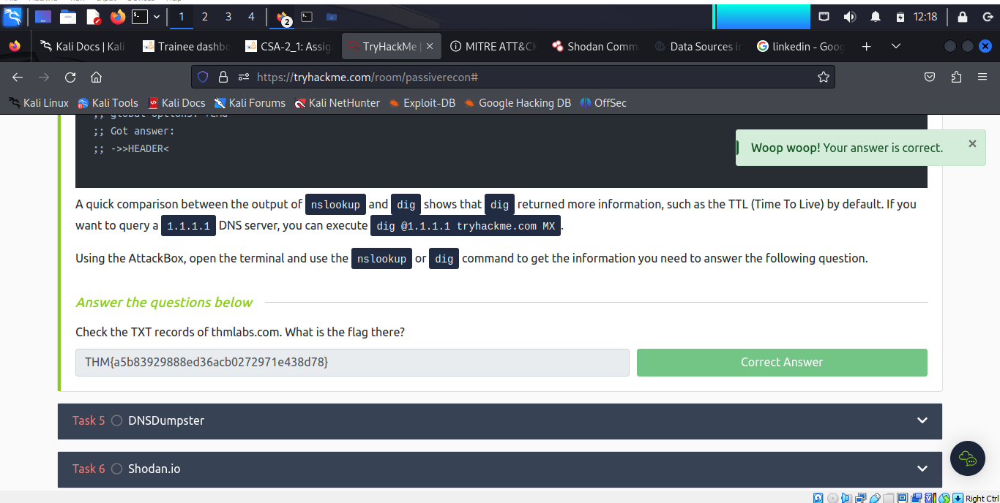 1 2 3 4
2
12:18
Kali Docs | Kali
Trainee dashbo
CSA-2_1: Assig
TryHackMe |
MITRE ATT&CK
Shodan Comm
Data Sources in
linkedin - Goog
https://tryhackme.com/room/passiverecon#
Kali Linux Kali Tools Kali Docs Kali Forums Kali NetHunter Exploit-DB Google Hacking DB OffSec
;; global options: +cmd
;; Got answer:
;; ->>HEADER<
Woop woop! Your answer is correct.
A quick comparison between the output of nslookup and dig shows that dig returned more information, such as the TTL (Time To Live) by default. If you
want to query a 1.1.1.1 DNS server, you can execute dig @1.1.1.1 tryhackme.com MX.
Using the AttackBox, open the terminal and use the nslookup or dig command to get the information you need to answer the following question.
Answer the questions below
Check the TXT records of thmlabs.com. What is the flag there?
THM{a5b83929888ed36acb0272971e438d78}
Correct Answer
Task 5 DNSDumpster
Task 6 Shodan.io
Right Ctrl